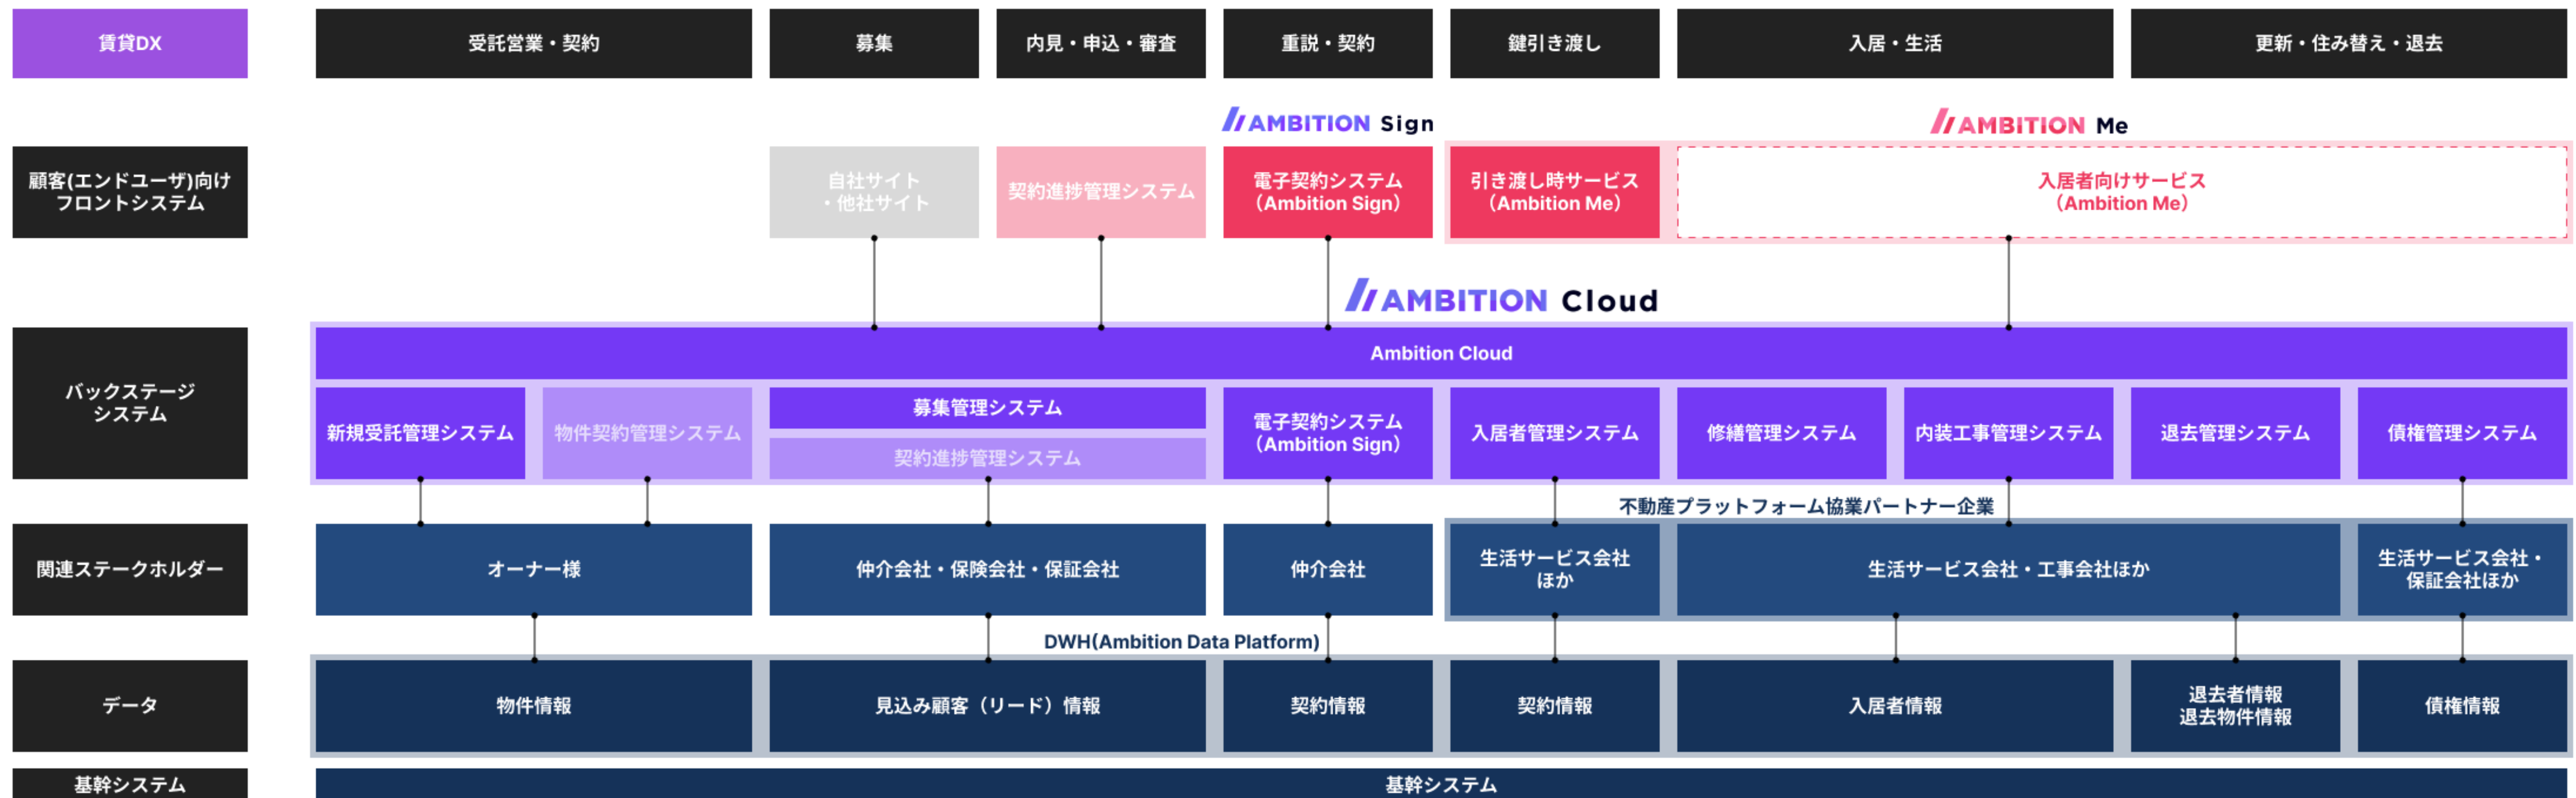 賃貸DX
受託営業・契約
募集
内見・申込・審査
重説・契約
鍵引き渡し
入居・生活
更新・住み替え・退去
AMBITION Sign
AMBITION Me
顧客(エンドユーザ)向け
フロントシステム
自社サイト
・他社サイト
契約進捗管理システム
電子契約システム
（Ambition Sign）
引き渡し時サービス
（Ambition Me）
入居者向けサービス
（Ambition Me）
AMBITION Cloud
バックステージ
システム
Ambition Cloud
新規受託管理システム
物件契約管理システム
募集管理システム
契約進捗管理システム
電子契約システム
（Ambition Sign）
入居者管理システム
修繕管理システム
内装工事管理システム
退去管理システム
債権管理システム
不動産プラットフォーム協業パートナー企業
関連ステークホルダー
オーナー様
仲介会社・保険会社・保証会社
仲介会社
生活サービス会社
ほか
生活サービス会社・工事会社ほか
生活サービス会社・
保証会社ほか
DWH(Ambition Data Platform)
データ
物件情報
見込み顧客（リード）情報
契約情報
契約情報
入居者情報
退去者情報
退去物件情報
債権情報
基幹システム
基幹システム